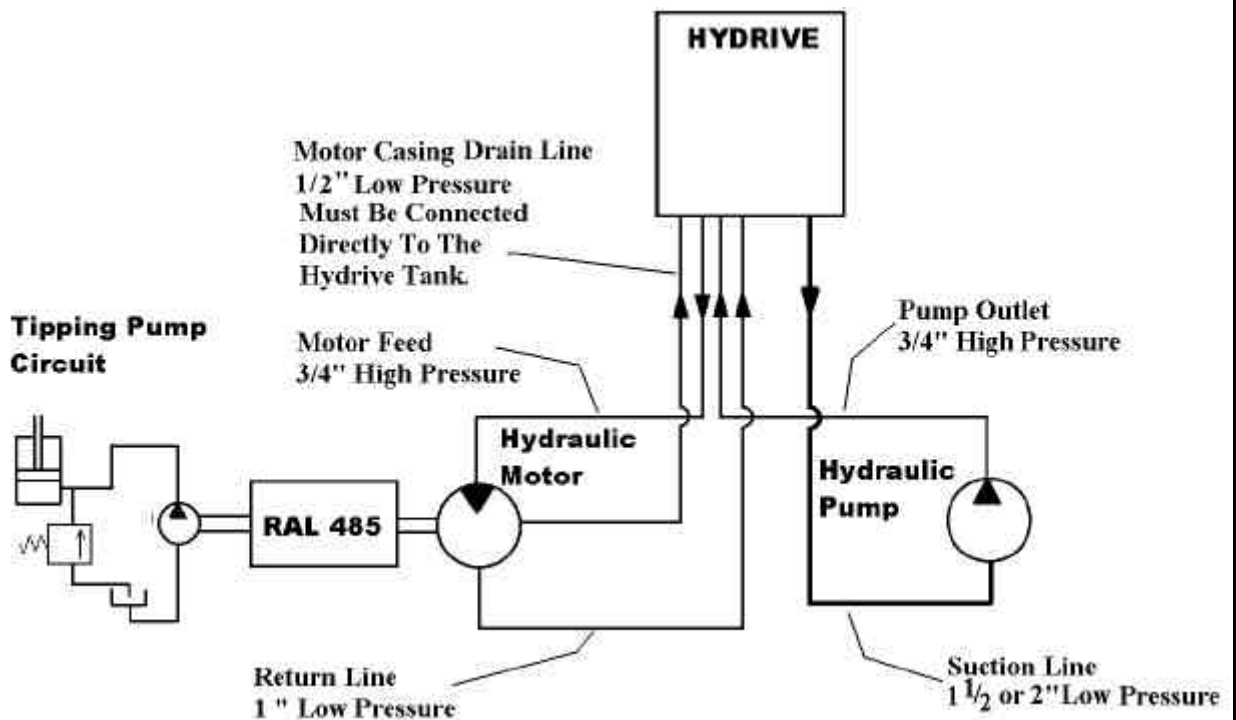 HYDRIVE
Motor Casing Drain Line
1/2" Low Pressure
Must Be Connected
Directly To The
Hydrive Tank.
Tipping Pump
Circuit
Motor Feed
3/4" High Pressure
Pump Outlet
3/4" High Pressure
Hydraulic
Motor
Hydraulic
Pump
RAL 485
Return Line
1 " Low Pressure
Suction Line
1 1/2 or 2" Low Pressure